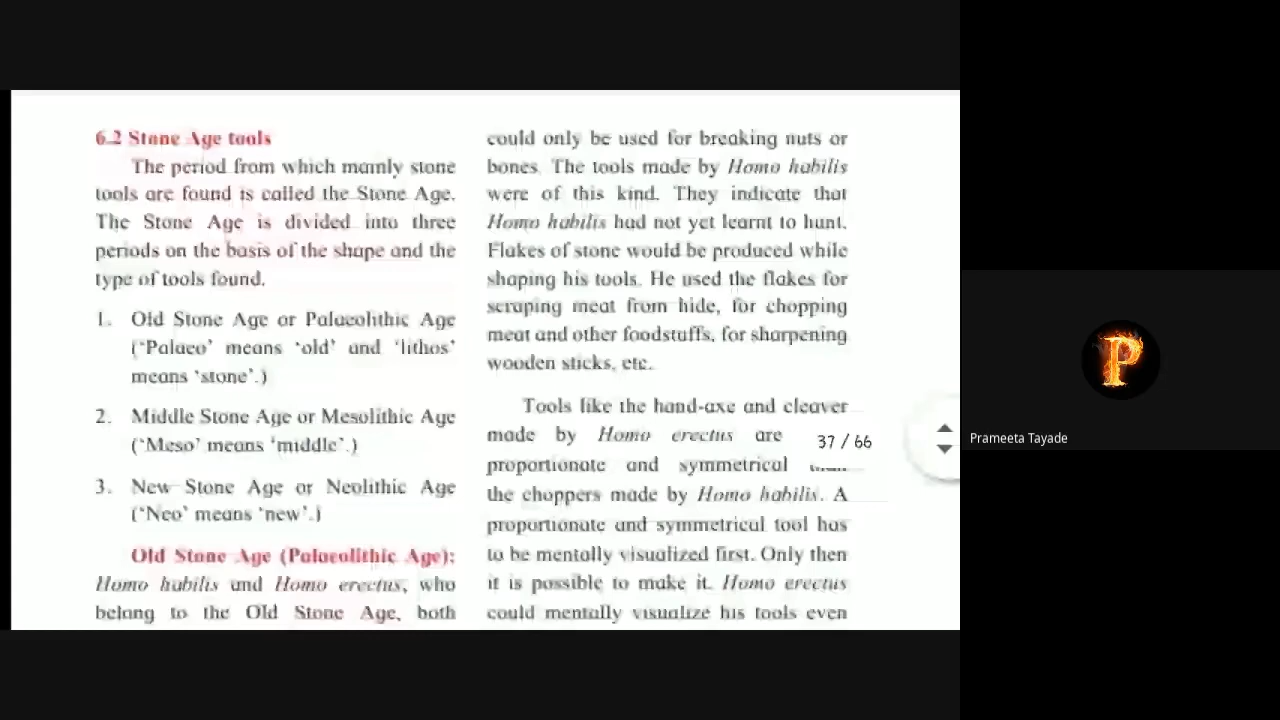 6.2 Stone Age tools
The period from which mainly stone
tools are found is called the Stone Age.
The Stone Age is divided into three
periods on the basis of the shape and the
type of tools found.
1. Old Stone Age or Palaeolithic Age
('Palaeo' means 'old' and 'lithos'
means 'stone'.)
2. Middle Stone Age or Mesolithic Age
('Meso' means 'middle'.)
3. New Stone Age or Neolithic Age
('Neo' means 'new'.)
Old Stone Age (Palaeolithic Age):
Homo habilis and Homo erectus, who
belong to the Old Stone Age, both
could only be used for breaking nuts or
bones. The tools made by Homo habilis
were of this kind. They indicate that
Homo habilis had not yet learnt to hunt.
Flakes of stone would be produced while
shaping his tools. He used the flakes for
scraping meat from hide, for chopping
meat and other foodstuffs, for sharpening
wooden sticks, etc.
Tools like the hand-axe and cleaver
made by Homo erectus are
proportionate and symmetrical
the choppers made by Homo habilis. A
proportionate and symmetrical tool has
to be mentally visualized first. Only then
it is possible to make it. Homo erectus
could mentally visualize his tools even
37 / 66
P
Prameeta Tayade